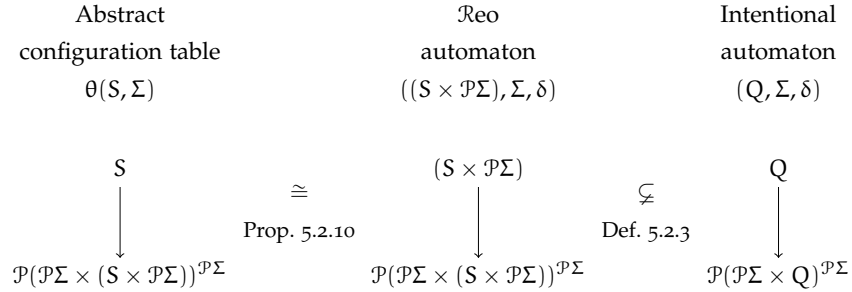 Abstract Reo Intentional
configuration table automaton automaton
θ(S, Σ) ((S × 𝒫Σ), Σ, δ) (Q, Σ, δ)
S (S × 𝒫Σ) Q
≅ ⊊
Prop. 5.2.10 Def. 5.2.3
𝒫(𝒫Σ × (S × 𝒫Σ))^𝒫Σ 𝒫(𝒫Σ × (S × 𝒫Σ))^𝒫Σ 𝒫(𝒫Σ × Q)^𝒫Σ